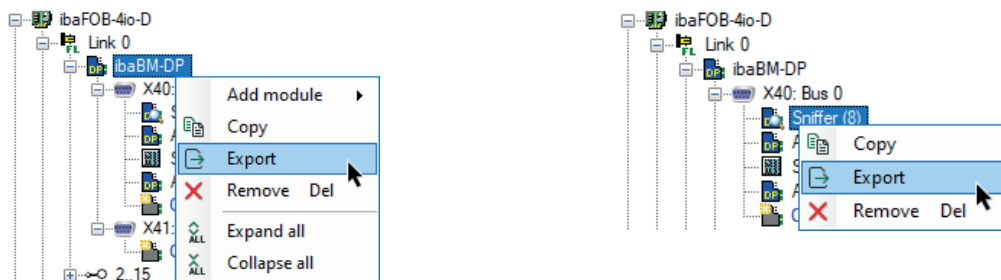 ibaFOB-4io-D
Link 0
ibaBM-DP
X40:
Add module
Copy
Export
Remove Del
X41:
Expand all
Collapse all
2..15
ibaFOB-4io-D
Link 0
ibaBM-DP
X40: Bus 0
Sniffer (8)
Copy
Export
Remove Del